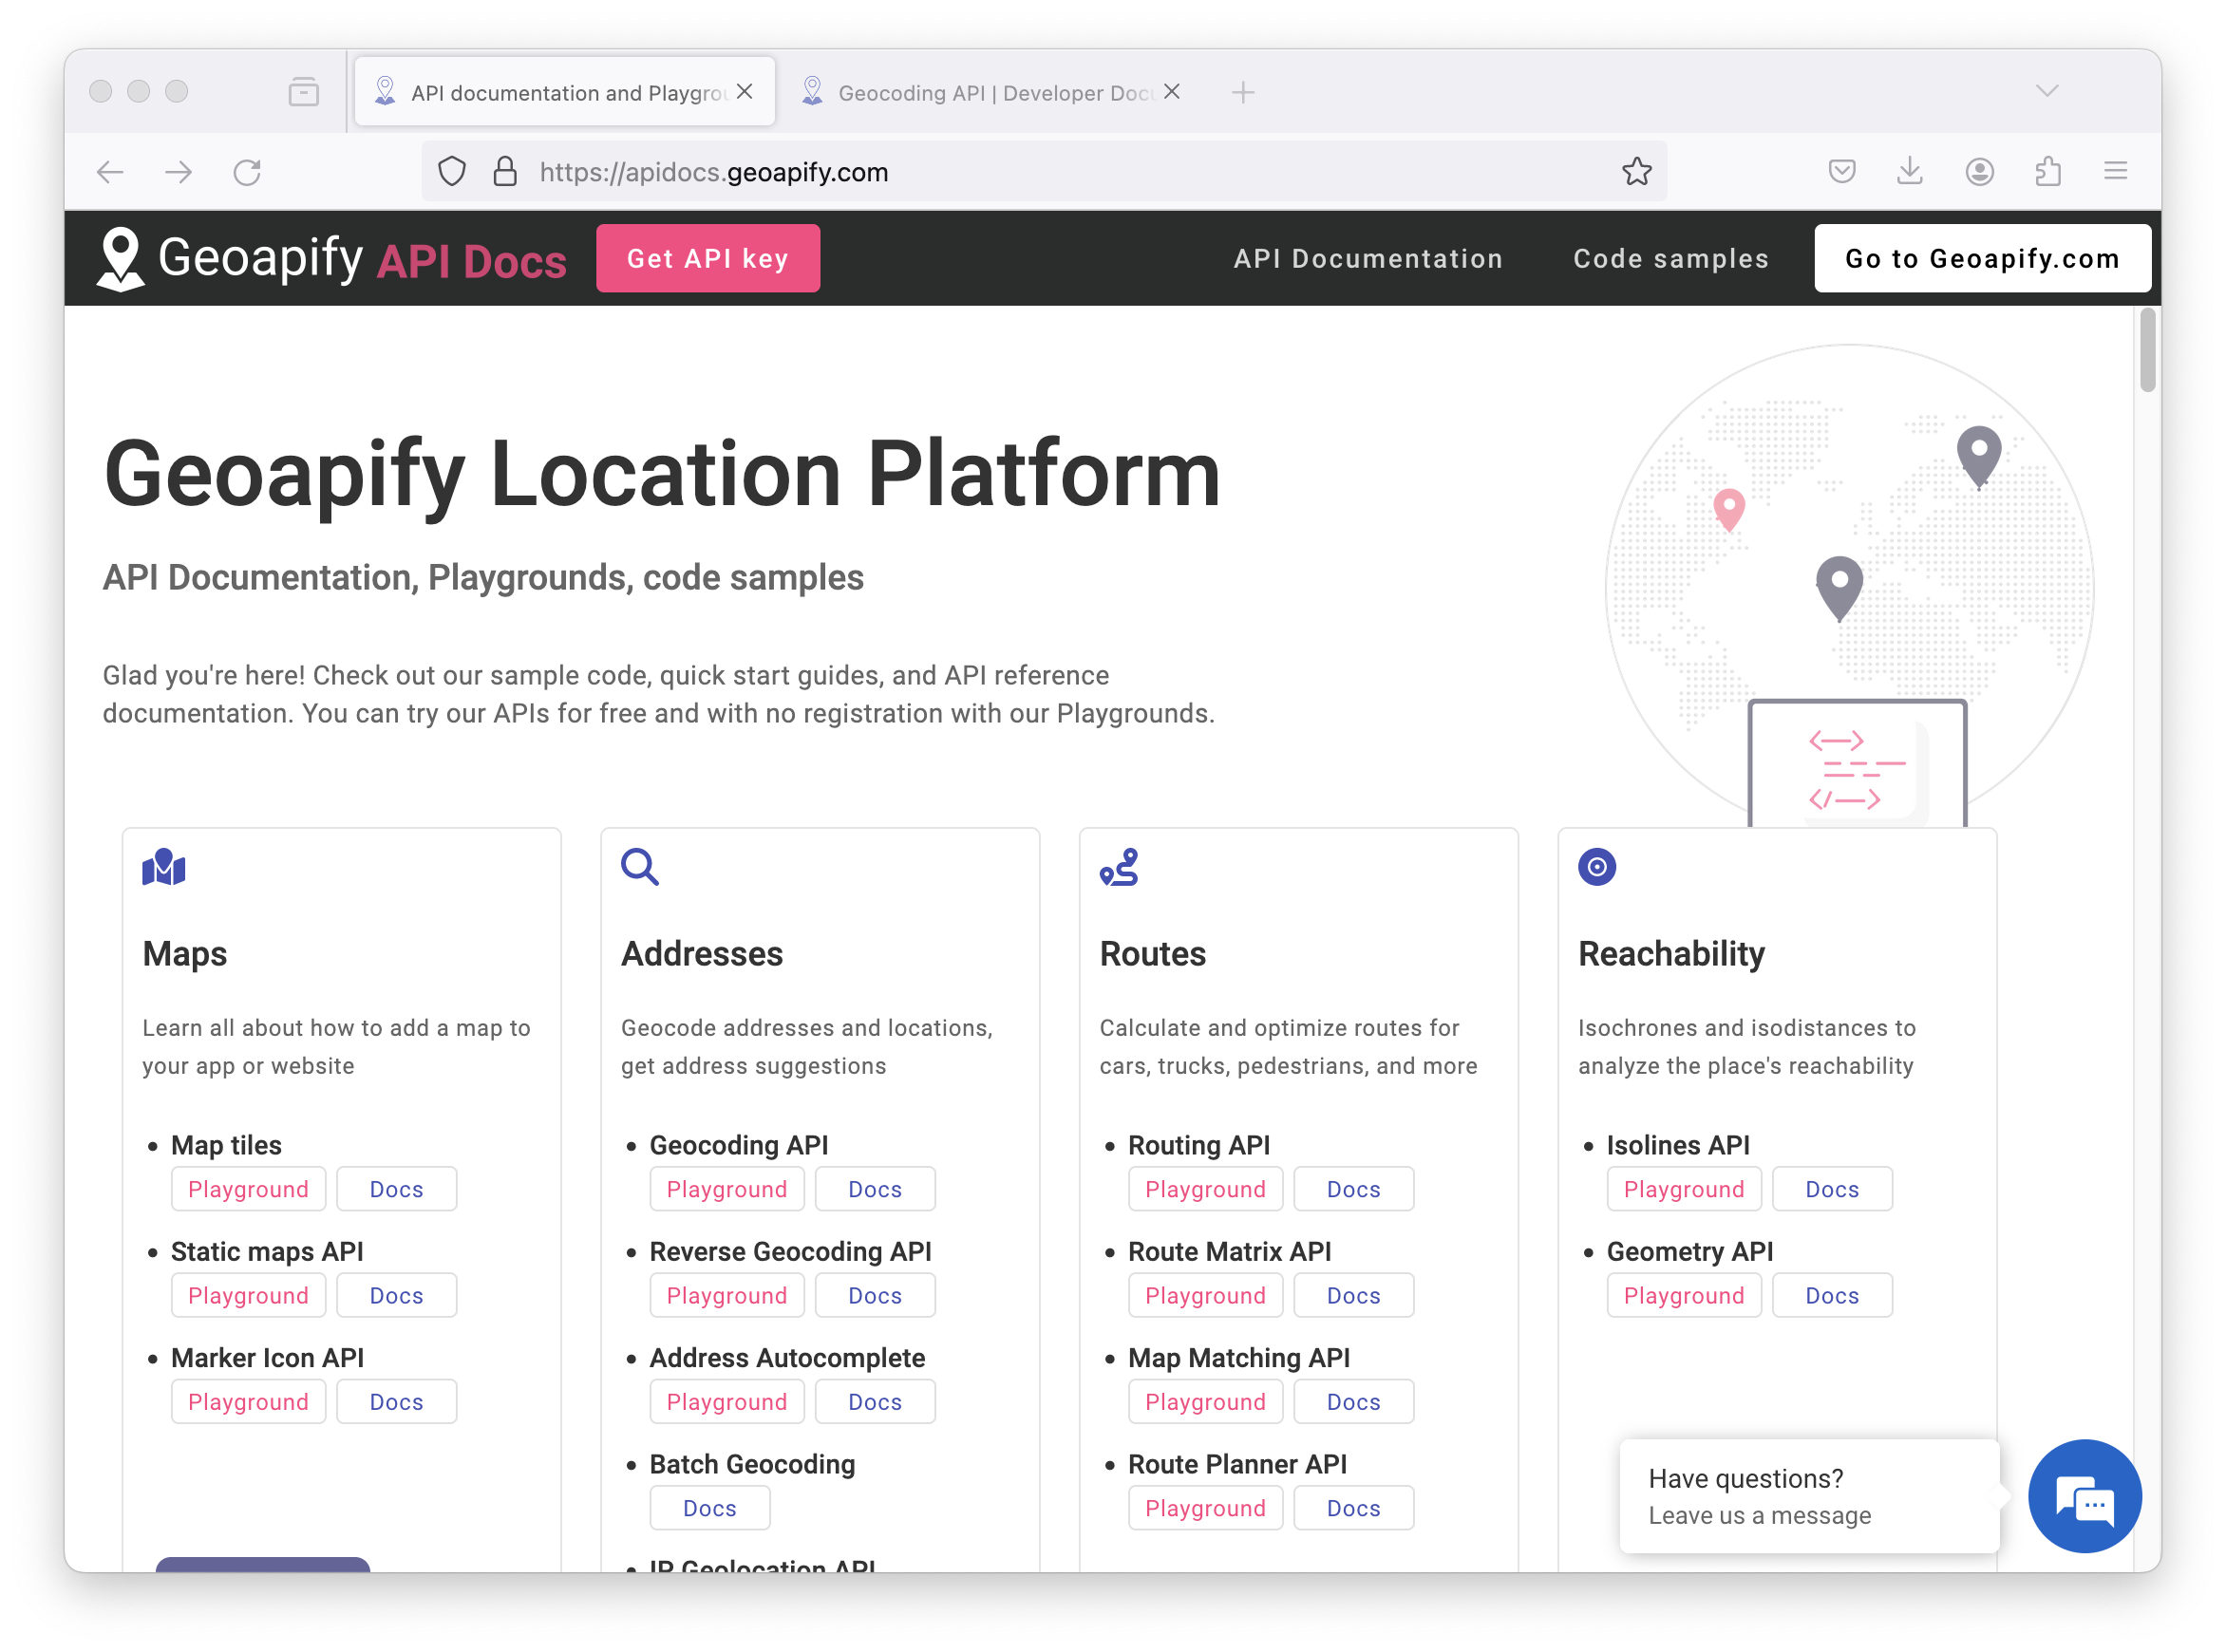 API documentation and Playgrou
Geocoding API | Developer Docu
https://apidocs.geoapify.com
Geoapify API Docs
Get API key
API Documentation
Code samples
Go to Geoapify.com
Geoapify Location Platform
API Documentation, Playgrounds, code samples
Glad you're here! Check out our sample code, quick start guides, and API reference
documentation. You can try our APIs for free and with no registration with our Playgrounds.
Maps
Learn all about how to add a map to
your app or website
Map tiles
Playground Docs
Static maps API
Playground Docs
Marker Icon API
Playground Docs
Addresses
Geocode addresses and locations,
get address suggestions
Geocoding API
Playground Docs
Reverse Geocoding API
Playground Docs
Address Autocomplete
Playground Docs
Batch Geocoding
Docs
IP Geolocation API
Routes
Calculate and optimize routes for
cars, trucks, pedestrians, and more
Routing API
Playground Docs
Route Matrix API
Playground Docs
Map Matching API
Playground Docs
Route Planner API
Playground Docs
Reachability
Isochrones and isodistances to
analyze the place's reachability
Isolines API
Playground Docs
Geometry API
Playground Docs
Have questions?
Leave us a message